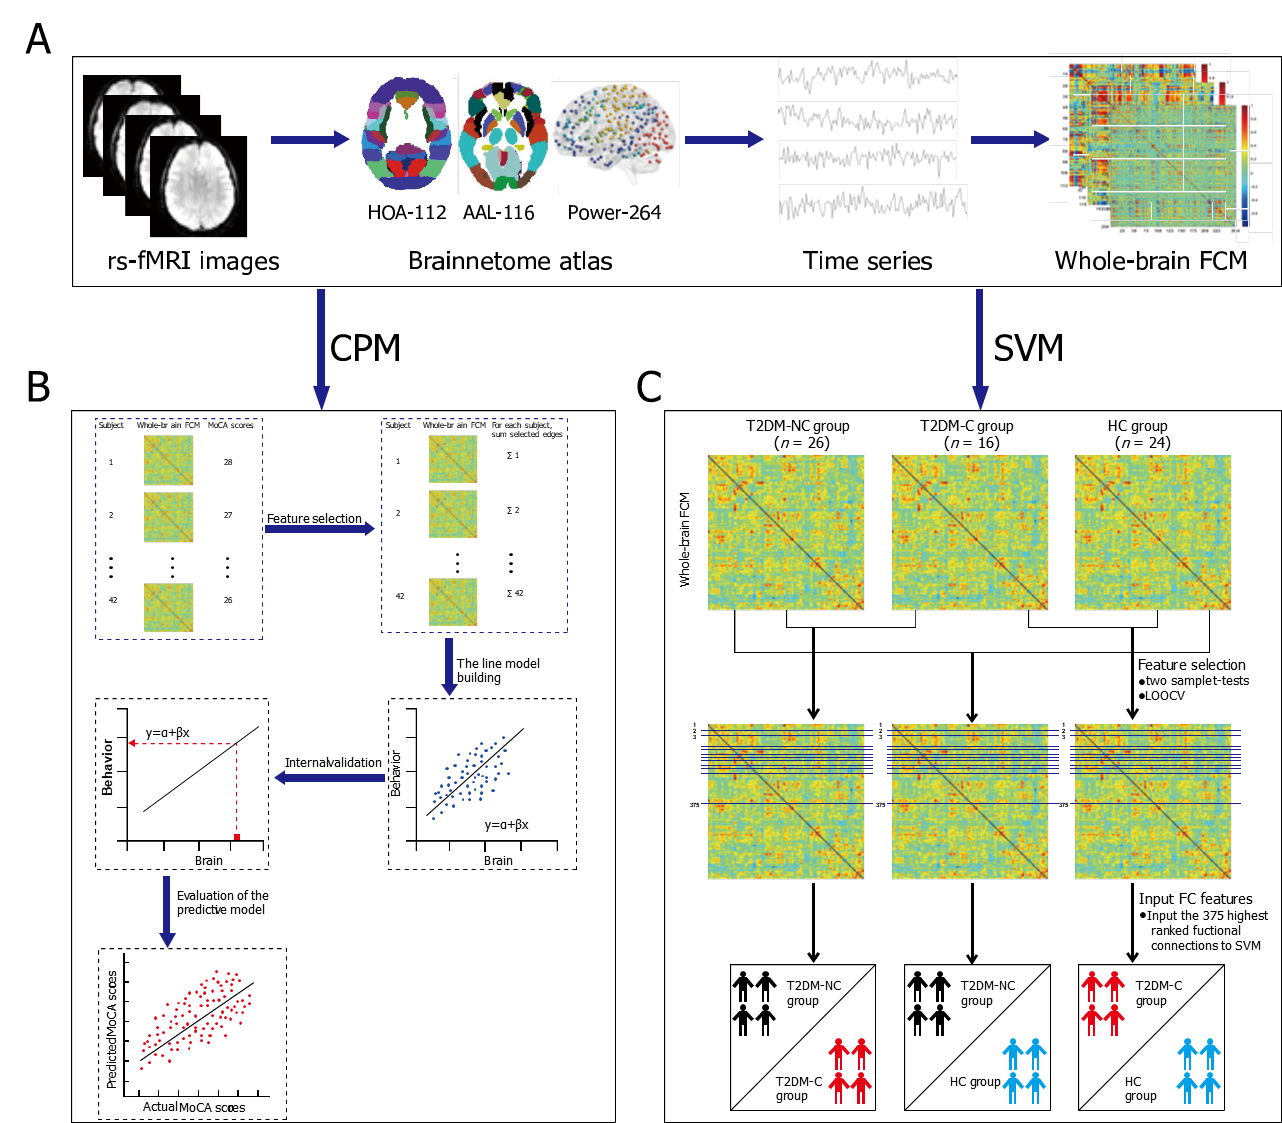 A
HOA-112
AAL-116
Power-264
rs-fMRI images
Brainnetome atlas
Time series
Whole-brain FCM
CPM
SVM
B
Subject
Whole-br ain FCM
MoCA scores
1
28
2
27
42
26
Feature selection
Subject
Whole-br ain FCM
For each subject,
sum selected edges
1
Σ 1
2
Σ 2
42
Σ 42
The line model
building
Behavior
y=α+βx
Brain
Internalvalidation
Behavior
y=α+βx
Brain
Evaluation of the
predictive model
PredictedMoCA scores
ActualMoCA scores
C
T2DM-NC group
(n = 26)
T2DM-C group
(n = 16)
HC group
(n = 24)
Whole-brain FCM
Feature selection
•two samplet-tests
•LOOCV
1
2
3
375
1
2
3
375
1
2
3
375
Input FC features
•Input the 375 highest
ranked fuctional
connections to SVM
T2DM-NC
group
T2DM-C
group
T2DM-NC
group
HC group
T2DM-C
group
HC
group